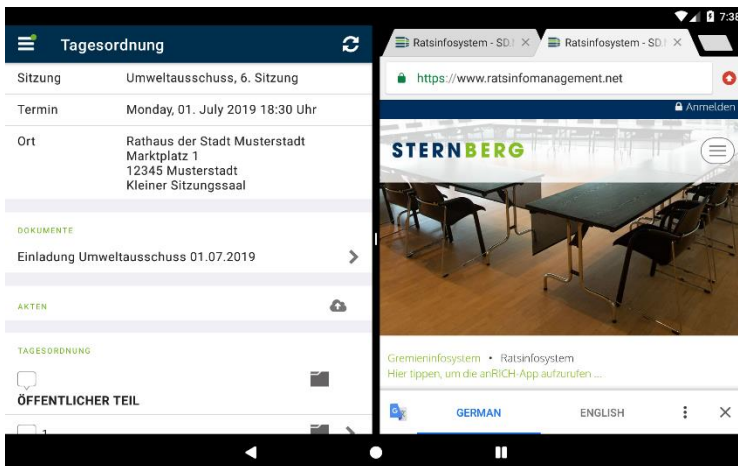 7:38
Tagesordnung
Sitzung Umweltausschuss, 6. Sitzung
Termin Monday, 01. July 2019 18:30 Uhr
Ort Rathaus der Stadt Musterstadt
Marktplatz 1
12345 Musterstadt
Kleiner Sitzungssaal
DOKUMENTE
Einladung Umweltausschuss 01.07.2019
AKTEN
TAGESORDNUNG
ÖFFENTLICHER TEIL
1
Ratsinfosystem - SD. Ratsinfosystem - SD.
https://www.ratsinfomanagement.net
Anmelden
STERNBERG
Gremieninfosystem • Ratsinfosystem
Hier tippen, um die anRICH-App aufzurufen ...
GERMAN ENGLISH